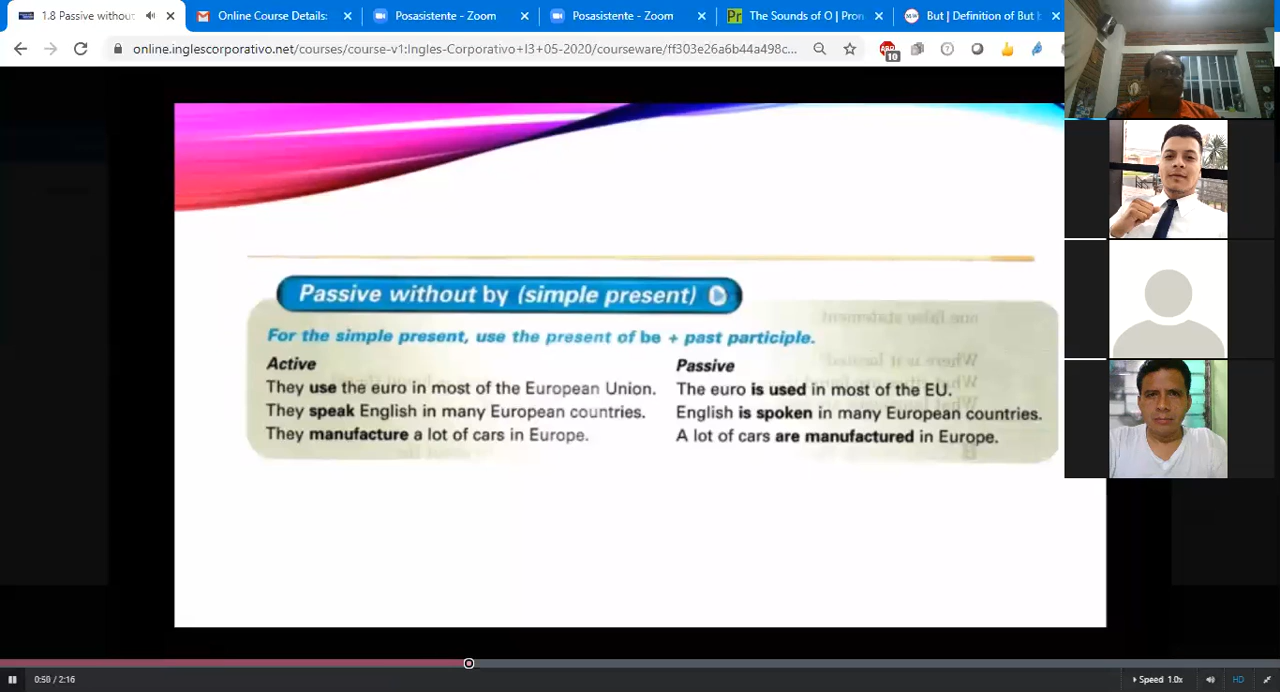 1.8 Passive without
Online Course Details:
Posasistente - Zoom
Posasistente - Zoom
Pr
The Sounds of O | Pron
But | Definition of But b
online.inglescorporativo.net/courses/course-v1:Ingles-Corporativo+I3+05-2020/courseware/ff303e26a6b44a498c...
10
Passive without by (simple present)
For the simple present, use the present of be + past participle.
Active
Passive
They use the euro in most of the European Union.
The euro is used in most of the EU.
They speak English in many European countries.
English is spoken in many European countries.
They manufacture a lot of cars in Europe.
A lot of cars are manufactured in Europe.
0:50 / 2:16
Speed 1.0x
HD